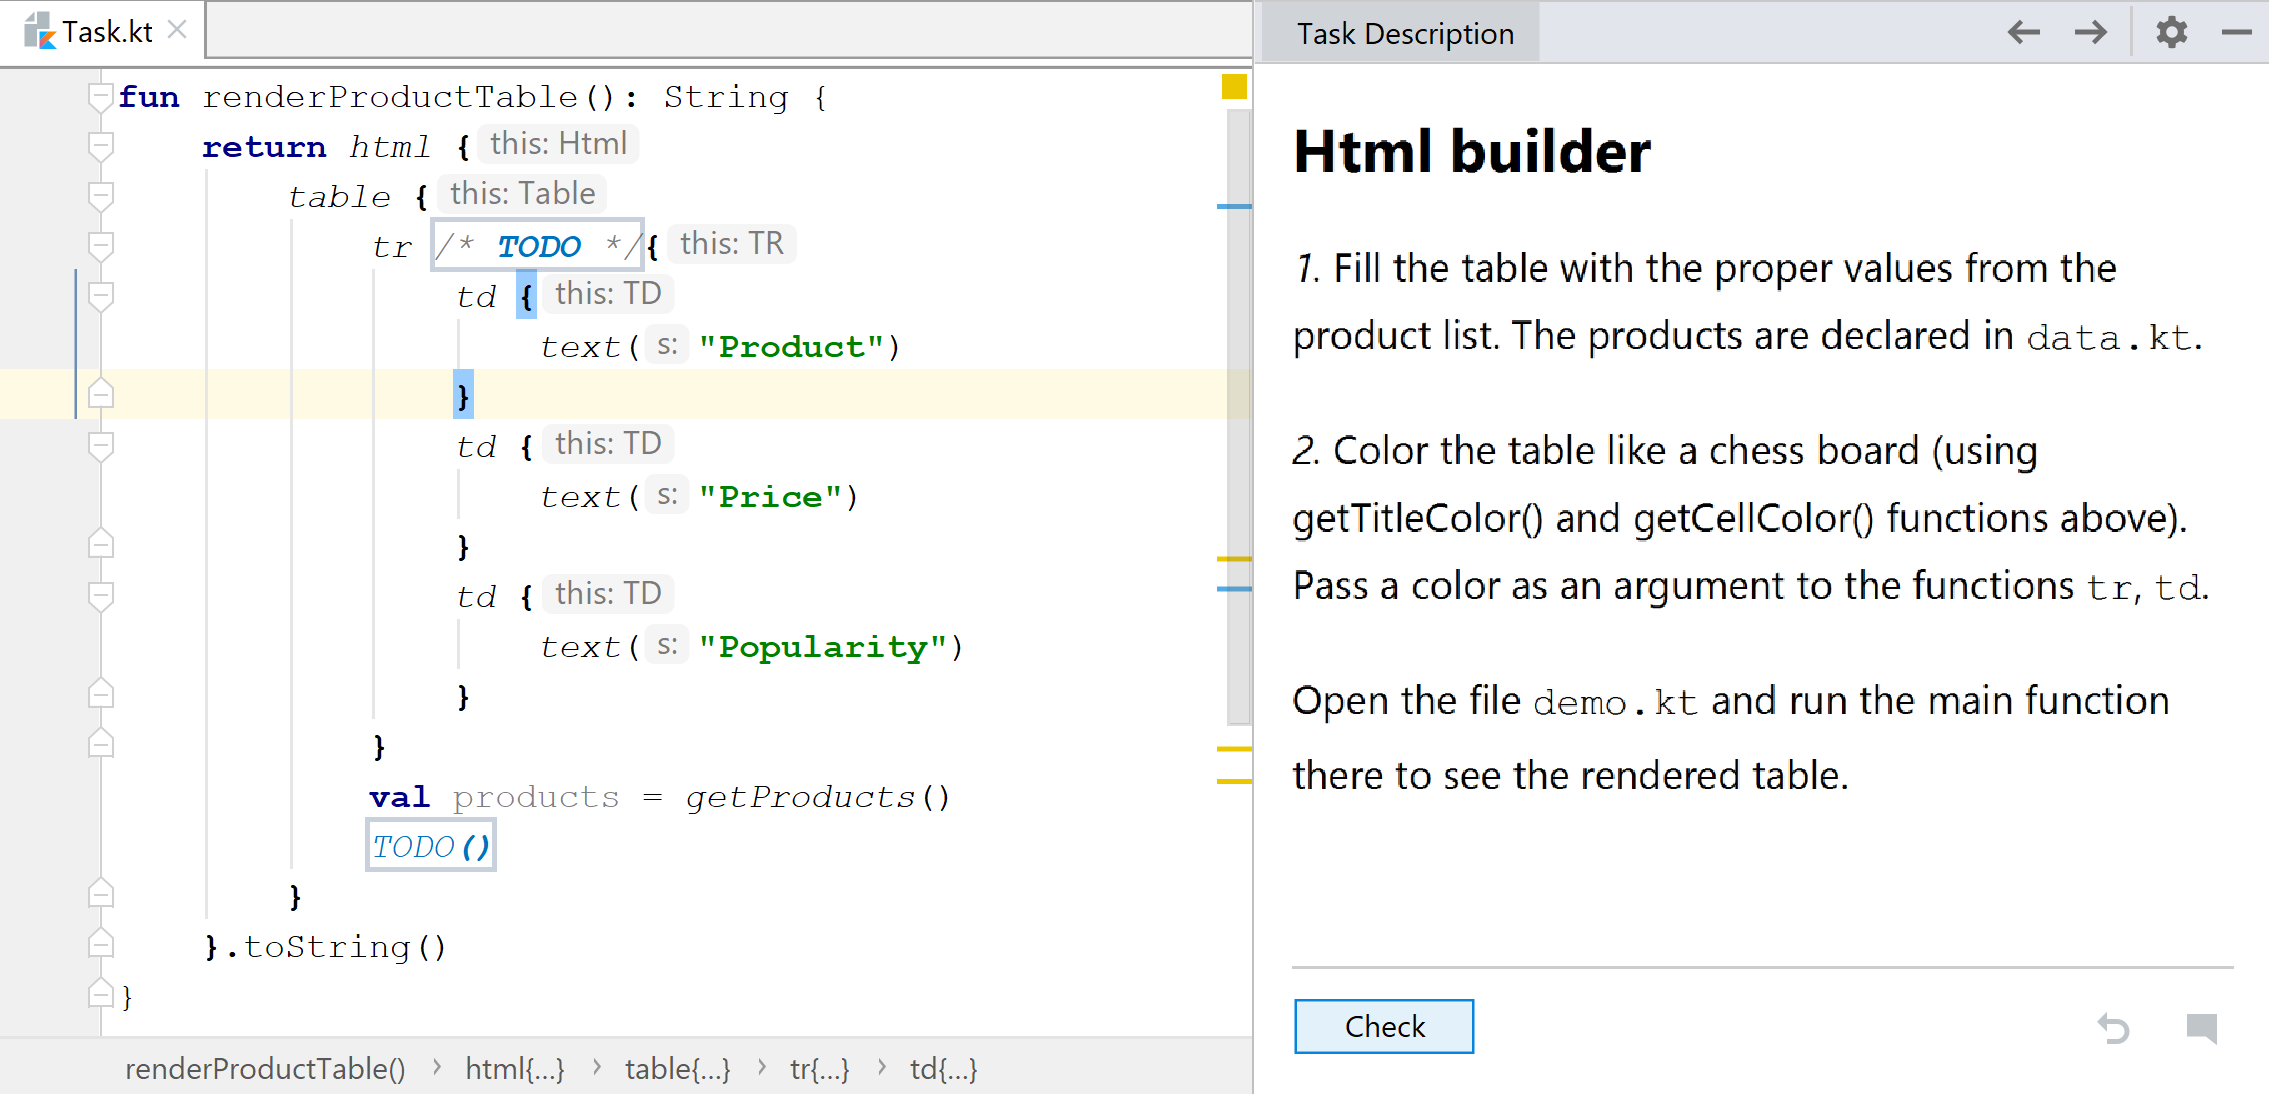 Task.kt
fun renderProductTable(): String {
return html { this: Html
table { this: Table
tr /* TODO */{ this: TR
td { this: TD
text( s: "Product")
}
td { this: TD
text( s: "Price")
}
td { this: TD
text( s: "Popularity")
}
}
val products = getProducts()
TODO()
}
}.toString()
}
renderProductTable() › html{...} › table{...} › tr{...} › td{...}
Task Description
Html builder
1. Fill the table with the proper values from the
product list. The products are declared in data.kt.
2. Color the table like a chess board (using
getTitleColor() and getCellColor() functions above).
Pass a color as an argument to the functions tr, td.
Open the file demo.kt and run the main function
there to see the rendered table.
Check